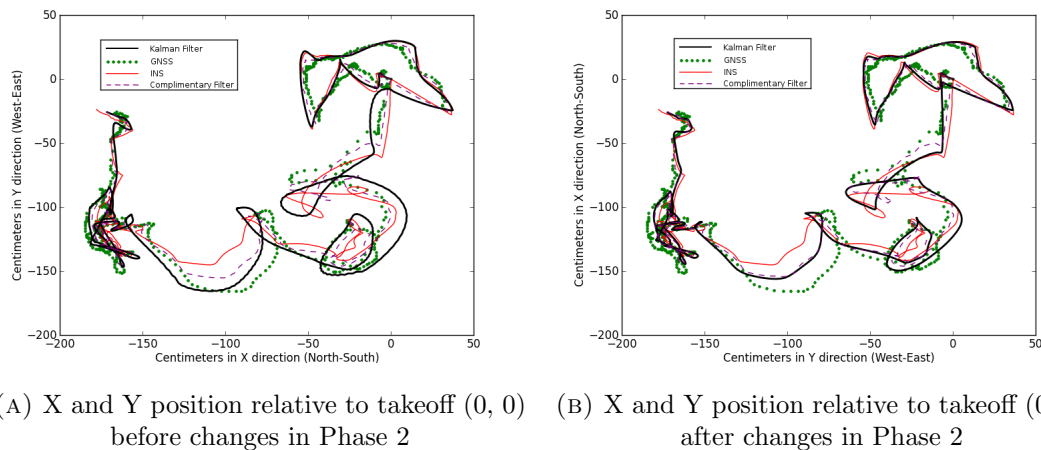 50
0
−50
−100
−150
−200
Centimeters in Y direction (West-East)
Kalman Filter
GNSS
INS
Complimentary Filter
−200
−150
−100
−50
0
50
Centimeters in X direction (North-South)
(A) X and Y position relative to takeoff (0, 0)
before changes in Phase 2
50
0
−50
−100
−150
−200
Centimeters in X direction (North-South)
Kalman Filter
GNSS
INS
Complimentary Filter
−200
−150
−100
−50
0
50
Centimeters in Y direction (West-East)
(B) X and Y position relative to takeoff (0
after changes in Phase 2